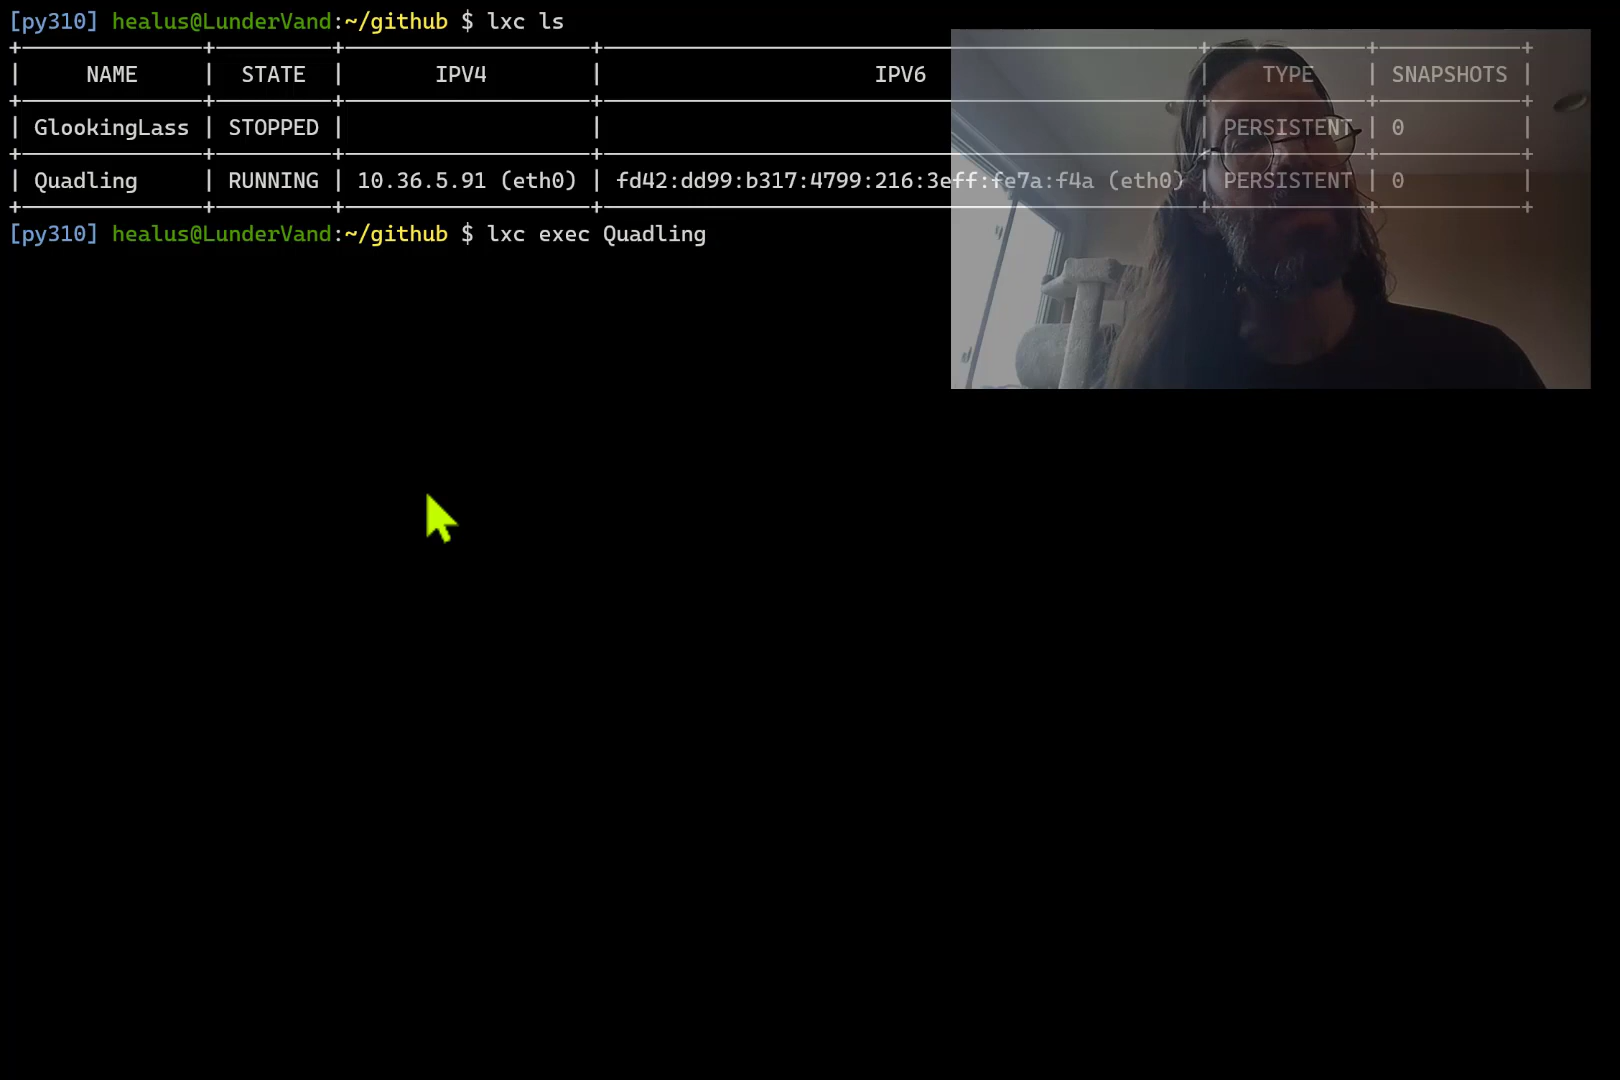 [py310] healus@LunderVand:~/github $ lxc ls
+--------------+---------+-------------------+-----------------------------------------------+------------+-----------+
|     NAME     |  STATE  |       IPV4        |                     IPV6                      |    TYPE    | SNAPSHOTS |
+--------------+---------+-------------------+-----------------------------------------------+------------+-----------+
| GlookingLass | STOPPED |                   |                                               | PERSISTENT | 0         |
+--------------+---------+-------------------+-----------------------------------------------+------------+-----------+
| Quadling     | RUNNING | 10.36.5.91 (eth0) | fd42:dd99:b317:4799:216:3eff:fe7a:f4a (eth0) | PERSISTENT | 0         |
+--------------+---------+-------------------+-----------------------------------------------+------------+-----------+
[py310] healus@LunderVand:~/github $ lxc exec Quadling